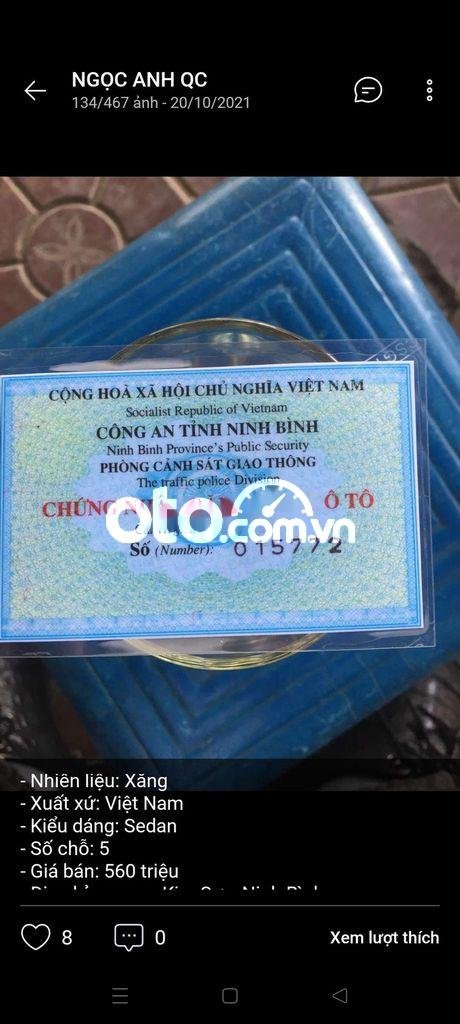 NGỌC ANH QC
134/467 ảnh - 20/10/2021
CỘNG HOÀ XÃ HỘI CHỦ NGHĨA VIỆT NAM
Socialist Republic of Vietnam
CÔNG AN TỈNH NINH BÌNH
Ninh Binh Province's Public Security
PHÒNG CẢNH SÁT GIAO THÔNG
The traffic police Division
CHỨNG Ô TÔ
oto.com.vn
Số (Number): 015772
- Nhiên liệu: Xăng
- Xuất xứ: Việt Nam
- Kiểu dáng: Sedan
- Số chỗ: 5
- Giá bán: 560 triệu
8 0 Xem lượt thích